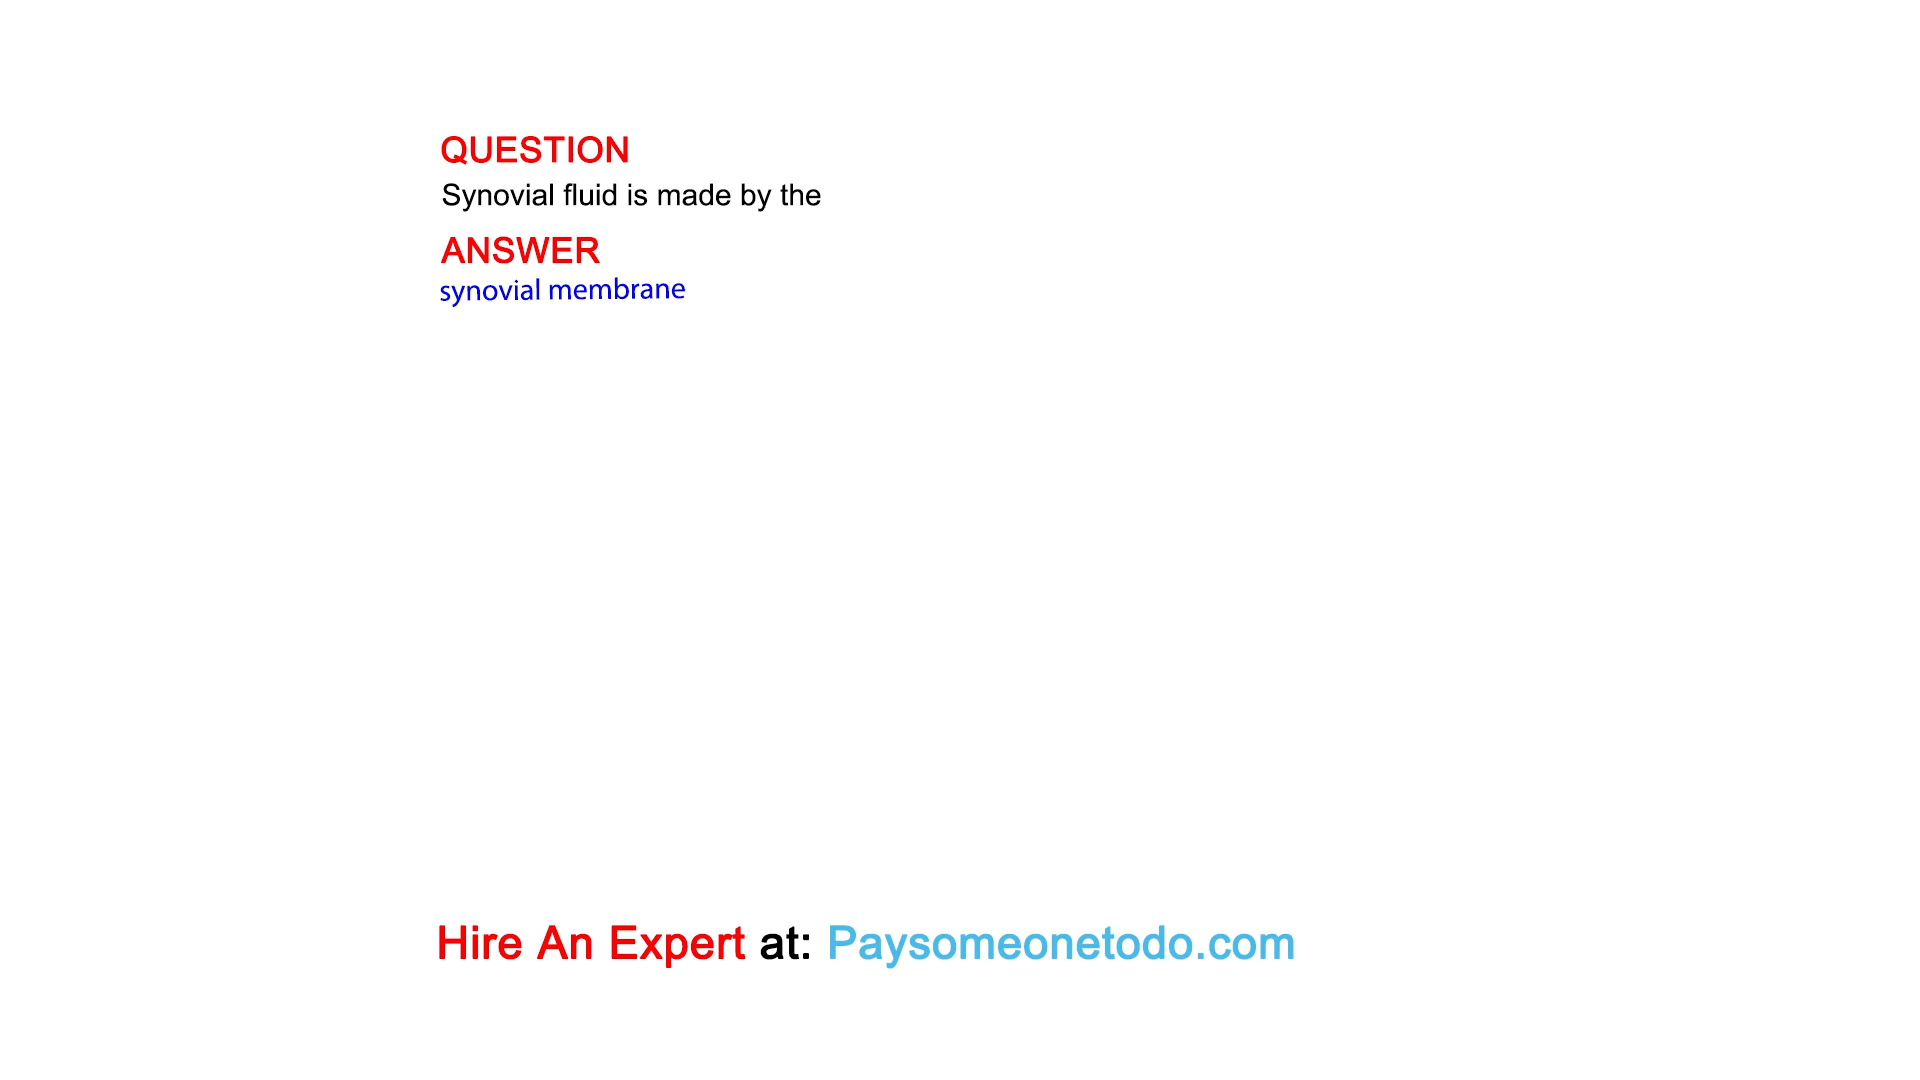 QUESTION
Synovial fluid is made by the
ANSWER
synovial membrane
Hire An Expert at: Paysomeonetodo.com